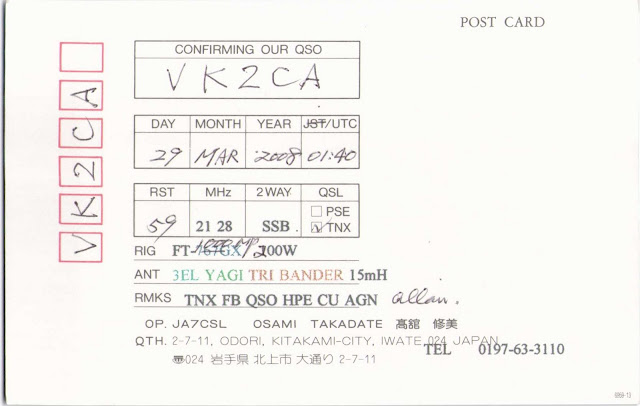 POST CARD
CONFIRMING OUR QSO
VK2CA
VK2CA
DAY MONTH YEAR JST/UTC
29 MAR 2008 01:40
RST MHz 2WAY QSL
59 21 28 SSB. PSE
TNX
RIG FT- 200W
ANT 3EL YAGI TRI BANDER 15mH
RMKS TNX FB QSO HPE CU AGN allan.
OP. JA7CSL OSAMI TAKADATE 髙舘 修美
QTH. 2-7-11, ODORI, KITAKAMI-CITY, IWATE 024 JAPAN
TEL 0197-63-3110
〠024 岩手県 北上市 大通り 2-7-11